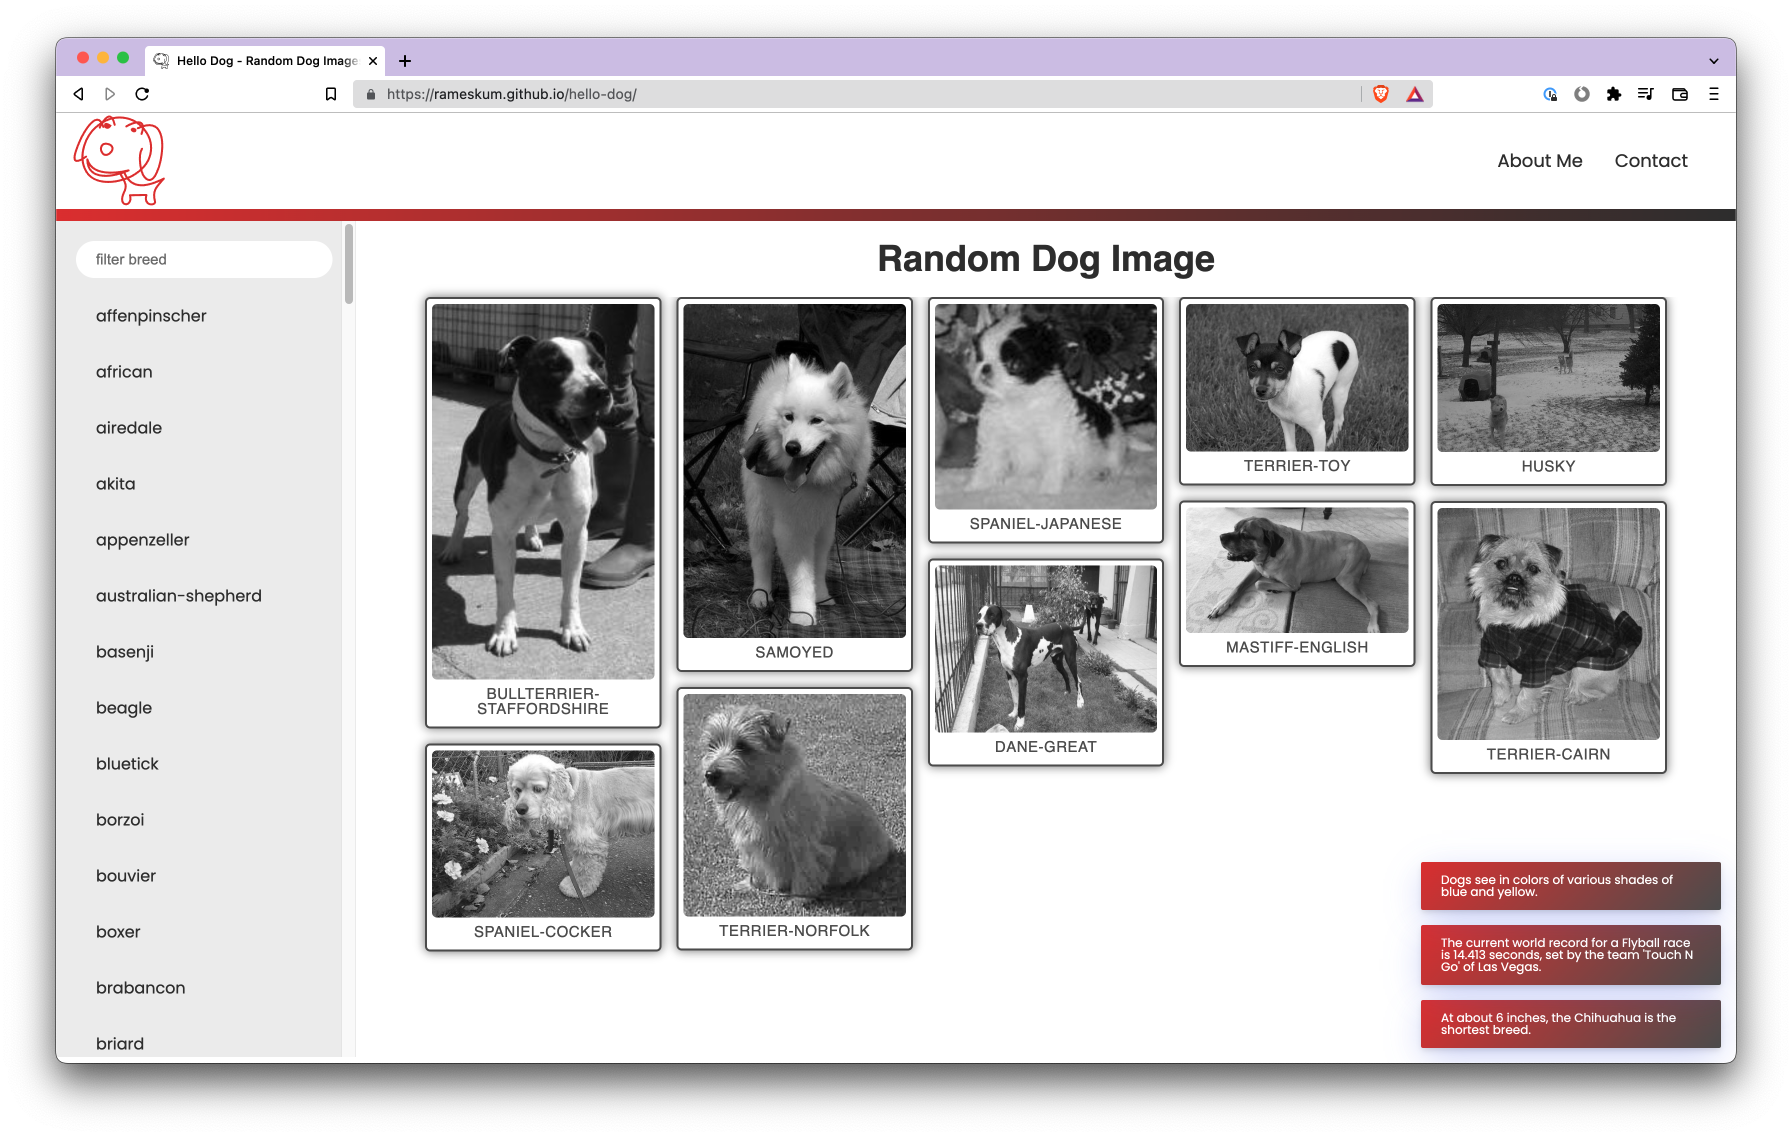 Hello Dog - Random Dog Image
https://rameskum.github.io/hello-dog/
About Me
Contact
filter breed
affenpinscher
african
airedale
akita
appenzeller
australian-shepherd
basenji
beagle
bluetick
borzoi
bouvier
boxer
brabancon
briard
Random Dog Image
BULLTERRIER-
STAFFORDSHIRE
SPANIEL-COCKER
SAMOYED
TERRIER-NORFOLK
SPANIEL-JAPANESE
DANE-GREAT
TERRIER-TOY
MASTIFF-ENGLISH
HUSKY
TERRIER-CAIRN
Dogs see in colors of various shades of
blue and yellow.
The current world record for a Flyball race
is 14.413 seconds, set by the team 'Touch N
Go' of Las Vegas.
At about 6 inches, the Chihuahua is the
shortest breed.